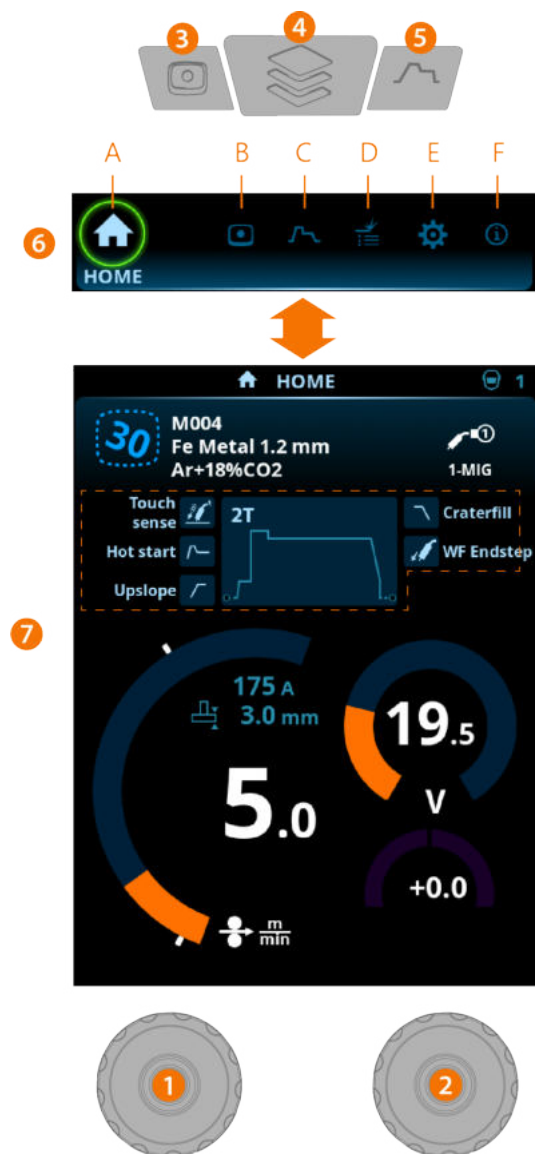 3 4 5
A B C D E F
6
HOME
HOME 1
30
M004
Fe Metal 1.2 mm
Ar+18%CO2
1
1-MIG
Touch
sense
2T
Craterfill
Hot start
WF Endstep
Upslope
7
175 A
3.0 mm
19.5
V
5.0
+0.0
m
min
1 2